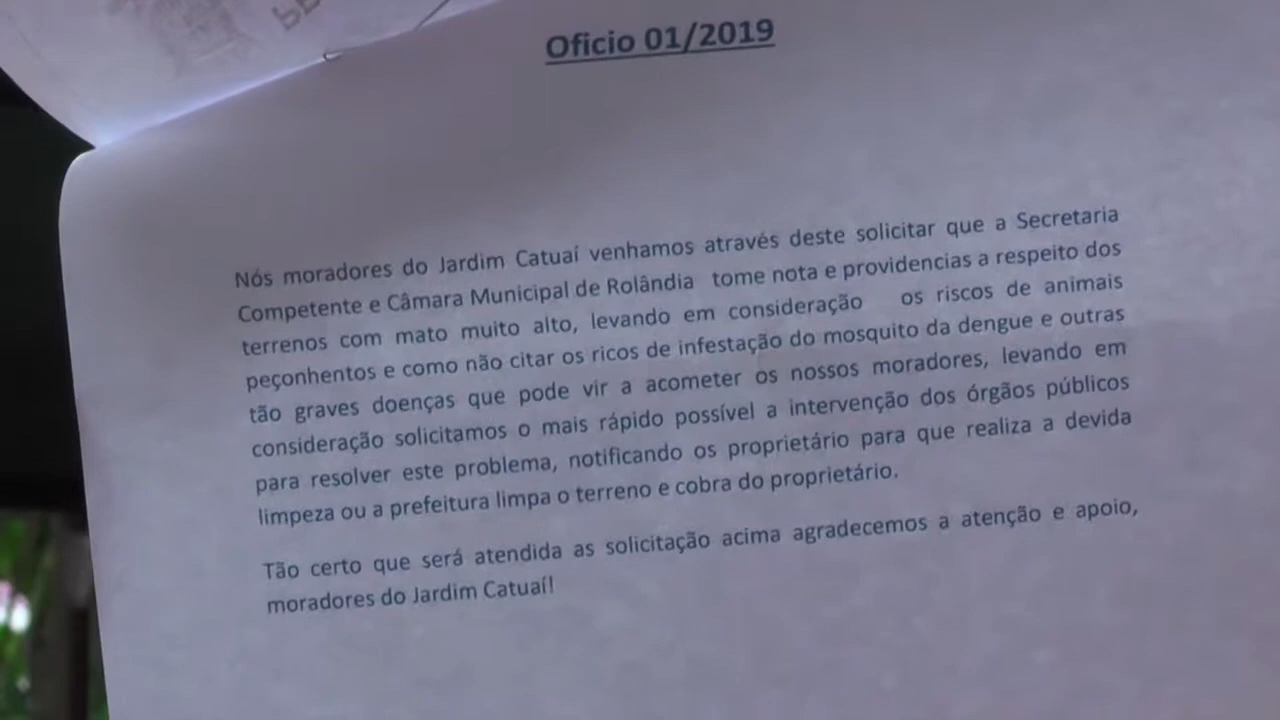 Oficio 01/2019
Nós moradores do Jardim Catuaí venhamos através deste solicitar que a Secretaria
Competente e Câmara Municipal de Rolândia tome nota e providencias a respeito dos
terrenos com mato muito alto, levando em consideração os riscos de animais
peçonhentos e como não citar os ricos de infestação do mosquito da dengue e outras
tão graves doenças que pode vir a acometer os nossos moradores, levando em
consideração solicitamos o mais rápido possível a intervenção dos órgãos públicos
para resolver este problema, notificando os proprietário para que realiza a devida
limpeza ou a prefeitura limpa o terreno e cobra do proprietário.
Tão certo que será atendida as solicitação acima agradecemos a atenção e apoio,
moradores do Jardim Catuaí!